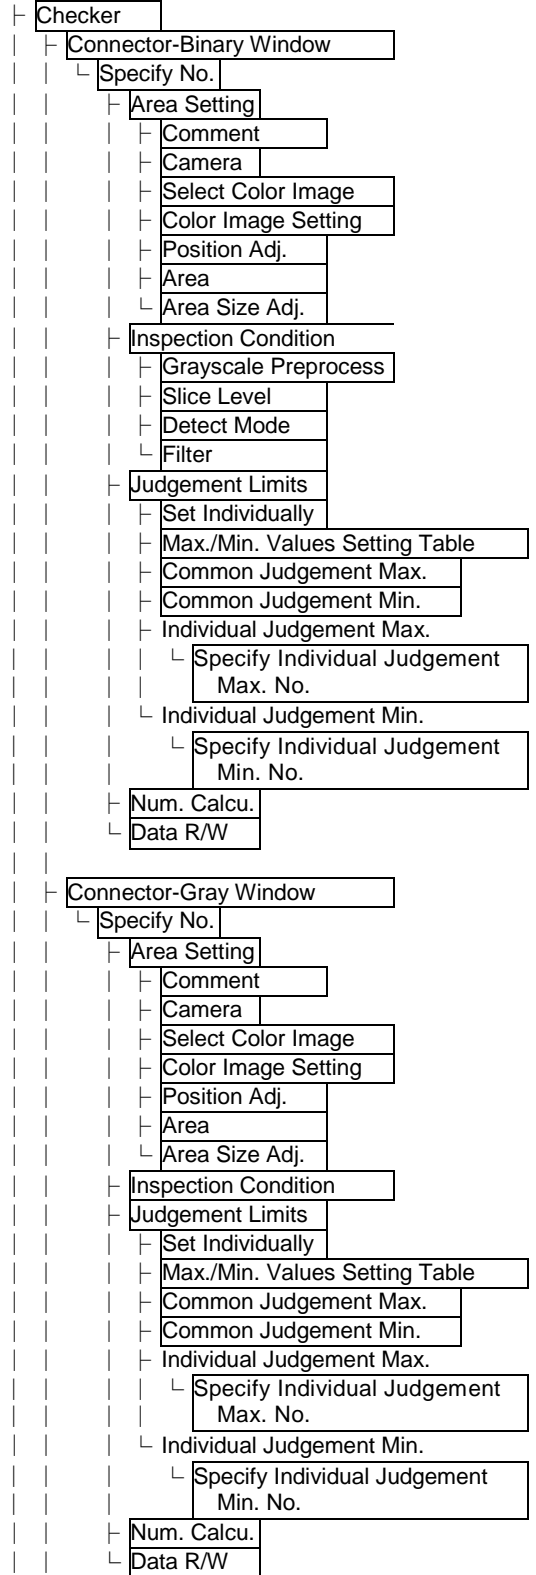 Checker
Connector-Binary Window
Specify No.
Area Setting
Comment
Camera
Select Color Image
Color Image Setting
Position Adj.
Area
Area Size Adj.
Inspection Condition
Grayscale Preprocess
Slice Level
Detect Mode
Filter
Judgement Limits
Set Individually
Max./Min. Values Setting Table
Common Judgement Max.
Common Judgement Min.
Individual Judgement Max.
Specify Individual Judgement
Max. No.
Individual Judgement Min.
Specify Individual Judgement
Min. No.
Num. Calcu.
Data R/W
Connector-Gray Window
Specify No.
Area Setting
Comment
Camera
Select Color Image
Color Image Setting
Position Adj.
Area
Area Size Adj.
Inspection Condition
Judgement Limits
Set Individually
Max./Min. Values Setting Table
Common Judgement Max.
Common Judgement Min.
Individual Judgement Max.
Specify Individual Judgement
Max. No.
Individual Judgement Min.
Specify Individual Judgement
Min. No.
Num. Calcu.
Data R/W